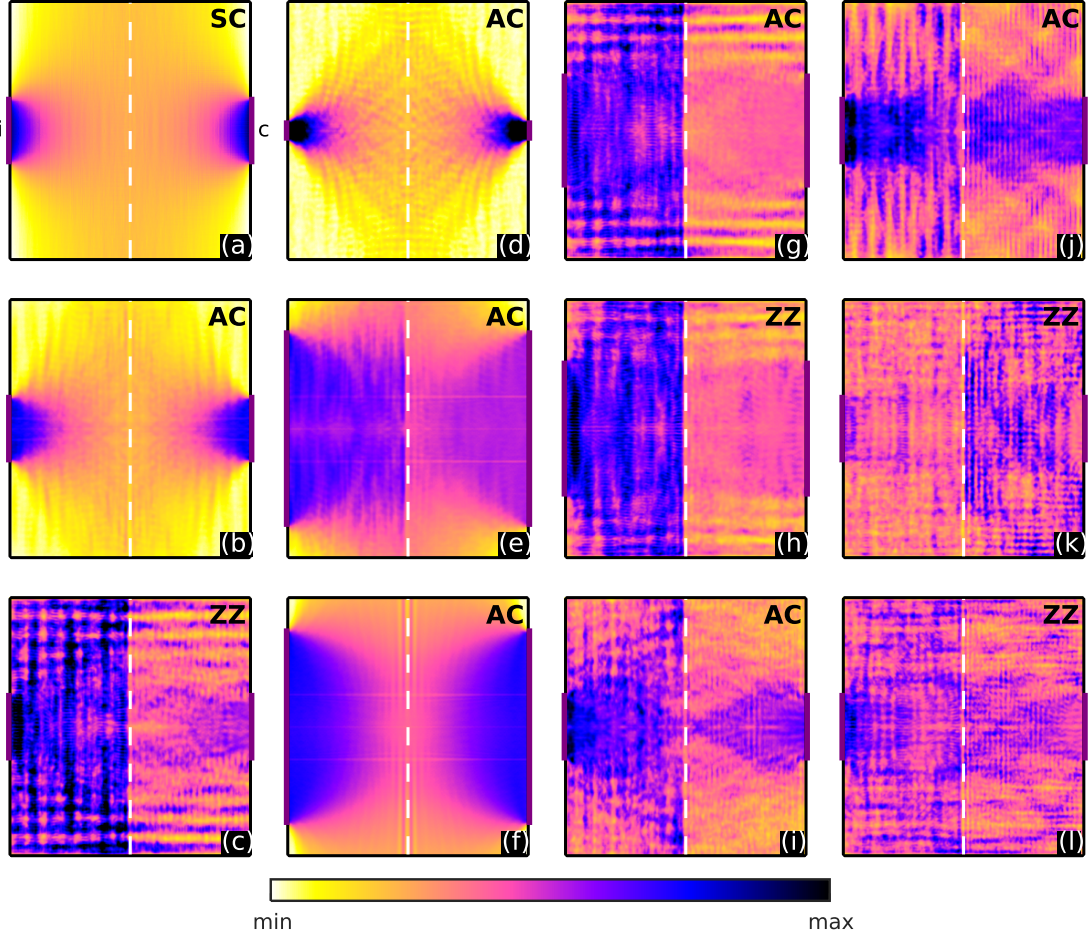 SC
AC
AC
AC
i
c
(a)
(d)
(g)
(j)
AC
AC
ZZ
ZZ
(b)
(e)
(h)
(k)
ZZ
AC
AC
ZZ
(c)
(f)
(i)
(l)
min
max